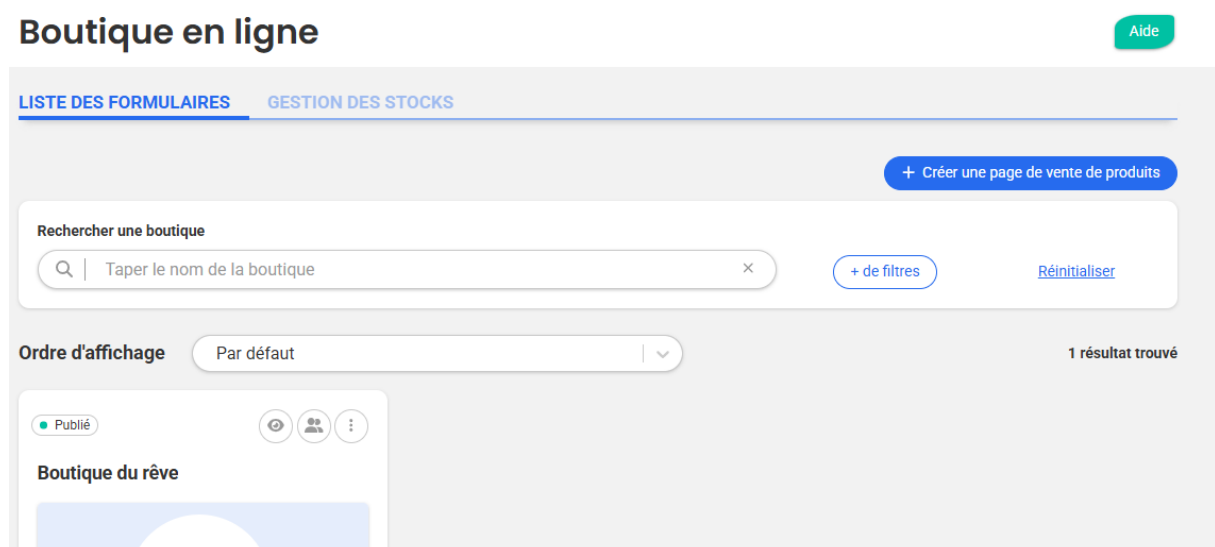 Boutique en ligne
Aide
LISTE DES FORMULAIRES
GESTION DES STOCKS
+ Créer une page de vente de produits
Rechercher une boutique
Taper le nom de la boutique
+ de filtres
Réinitialiser
Ordre d'affichage
Par défaut
1 résultat trouvé
Publié
Boutique du rêve